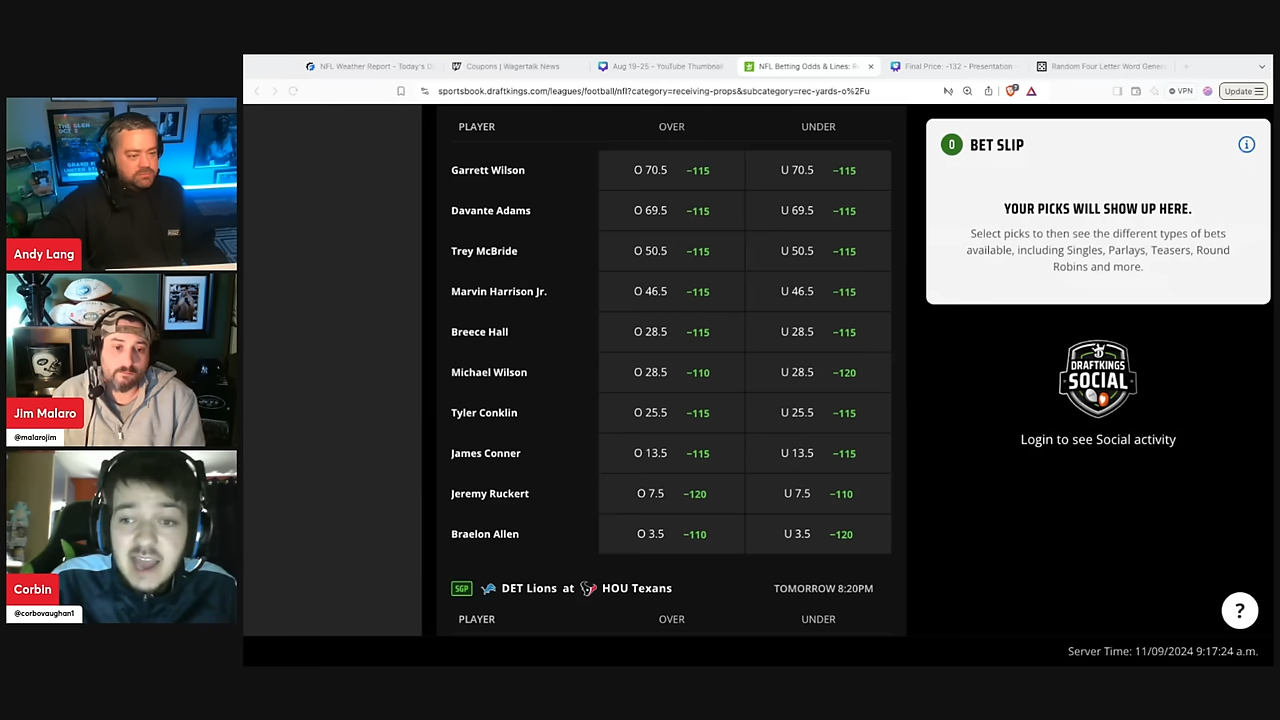 NFL Weather Report - Today's D
Coupons | Wagertalk News
Aug 19-25 - YouTube Thumbnai
NFL Betting Odds & Lines:
Final Price: -132 - Presentation
Random Four Letter Word Gener
sportsbook.draftkings.com/leagues/football/nfl?category=receiving-props&subcategory=rec-yards-o%2Fu
VPN
Update
PLAYER OVER UNDER
Garrett Wilson O 70.5 −115 U 70.5 −115
Davante Adams O 69.5 −115 U 69.5 −115
Trey McBride O 50.5 −115 U 50.5 −115
Marvin Harrison Jr. O 46.5 −115 U 46.5 −115
Breece Hall O 28.5 −115 U 28.5 −115
Michael Wilson O 28.5 −110 U 28.5 −120
Tyler Conklin O 25.5 −115 U 25.5 −115
James Conner O 13.5 −115 U 13.5 −115
Jeremy Ruckert O 7.5 −120 U 7.5 −110
Braelon Allen O 3.5 −110 U 3.5 −120
SGP DET Lions at HOU Texans TOMORROW 8:20PM
PLAYER OVER UNDER
0 BET SLIP
YOUR PICKS WILL SHOW UP HERE.
Select picks to then see the different types of bets
available, including Singles, Parlays, Teasers, Round
Robins and more.
DRAFTKINGS
SOCIAL
Login to see Social activity
?
Server Time: 11/09/2024 9:17:24 a.m.
Andy Lang
Jim Malaro
@malarojim
Corbin
@corbovaughan1